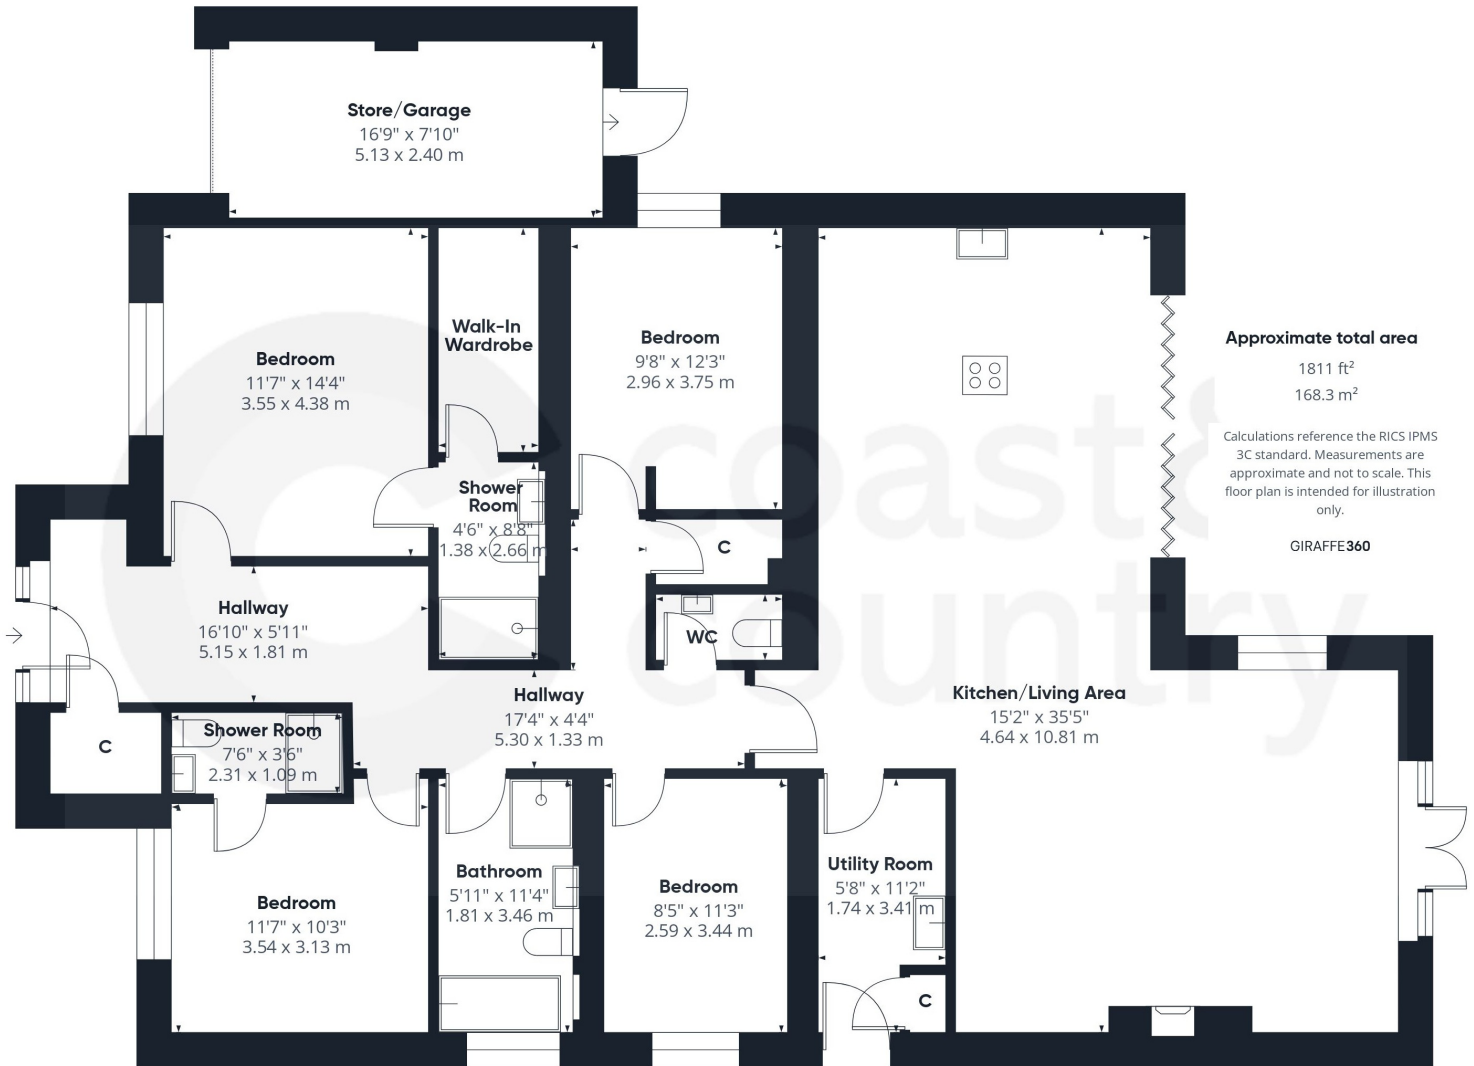 Store/Garage
16'9" x 7'10"
5.13 x 2.40 m
Bedroom
11'7" x 14'4"
3.55 x 4.38 m
Walk-In
Wardrobe
Bedroom
9'8" x 12'3"
2.96 x 3.75 m
Approximate total area
1811 ft²
168.3 m²
Calculations reference the RICS IPMS
3C standard. Measurements are
approximate and not to scale. This
floor plan is intended for illustration
only.
GIRAFFE360
Shower
Room
4'6" x 8'8"
1.38 x 2.66 m
C
Hallway
16'10" x 5'11"
5.15 x 1.81 m
WC
Hallway
17'4" x 4'4"
5.30 x 1.33 m
Kitchen/Living Area
15'2" x 35'5"
4.64 x 10.81 m
C
Shower Room
7'6" x 3'6"
2.31 x 1.09 m
Bedroom
11'7" x 10'3"
3.54 x 3.13 m
Bathroom
5'11" x 11'4"
1.81 x 3.46 m
Bedroom
8'5" x 11'3"
2.59 x 3.44 m
Utility Room
5'8" x 11'2"
1.74 x 3.41 m
C
coast&
country